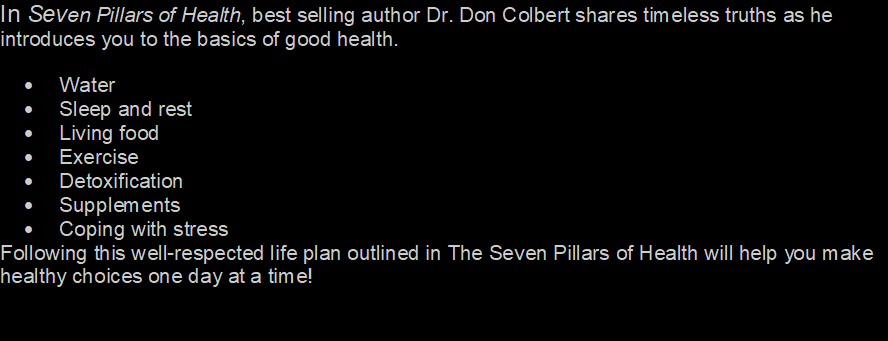 In Seven Pillars of Health, best selling author Dr. Don Colbert shares timeless truths as he
introduces you to the basics of good health.
• Water
• Sleep and rest
• Living food
• Exercise
• Detoxification
• Supplements
• Coping with stress
Following this well-respected life plan outlined in The Seven Pillars of Health will help you make
healthy choices one day at a time!